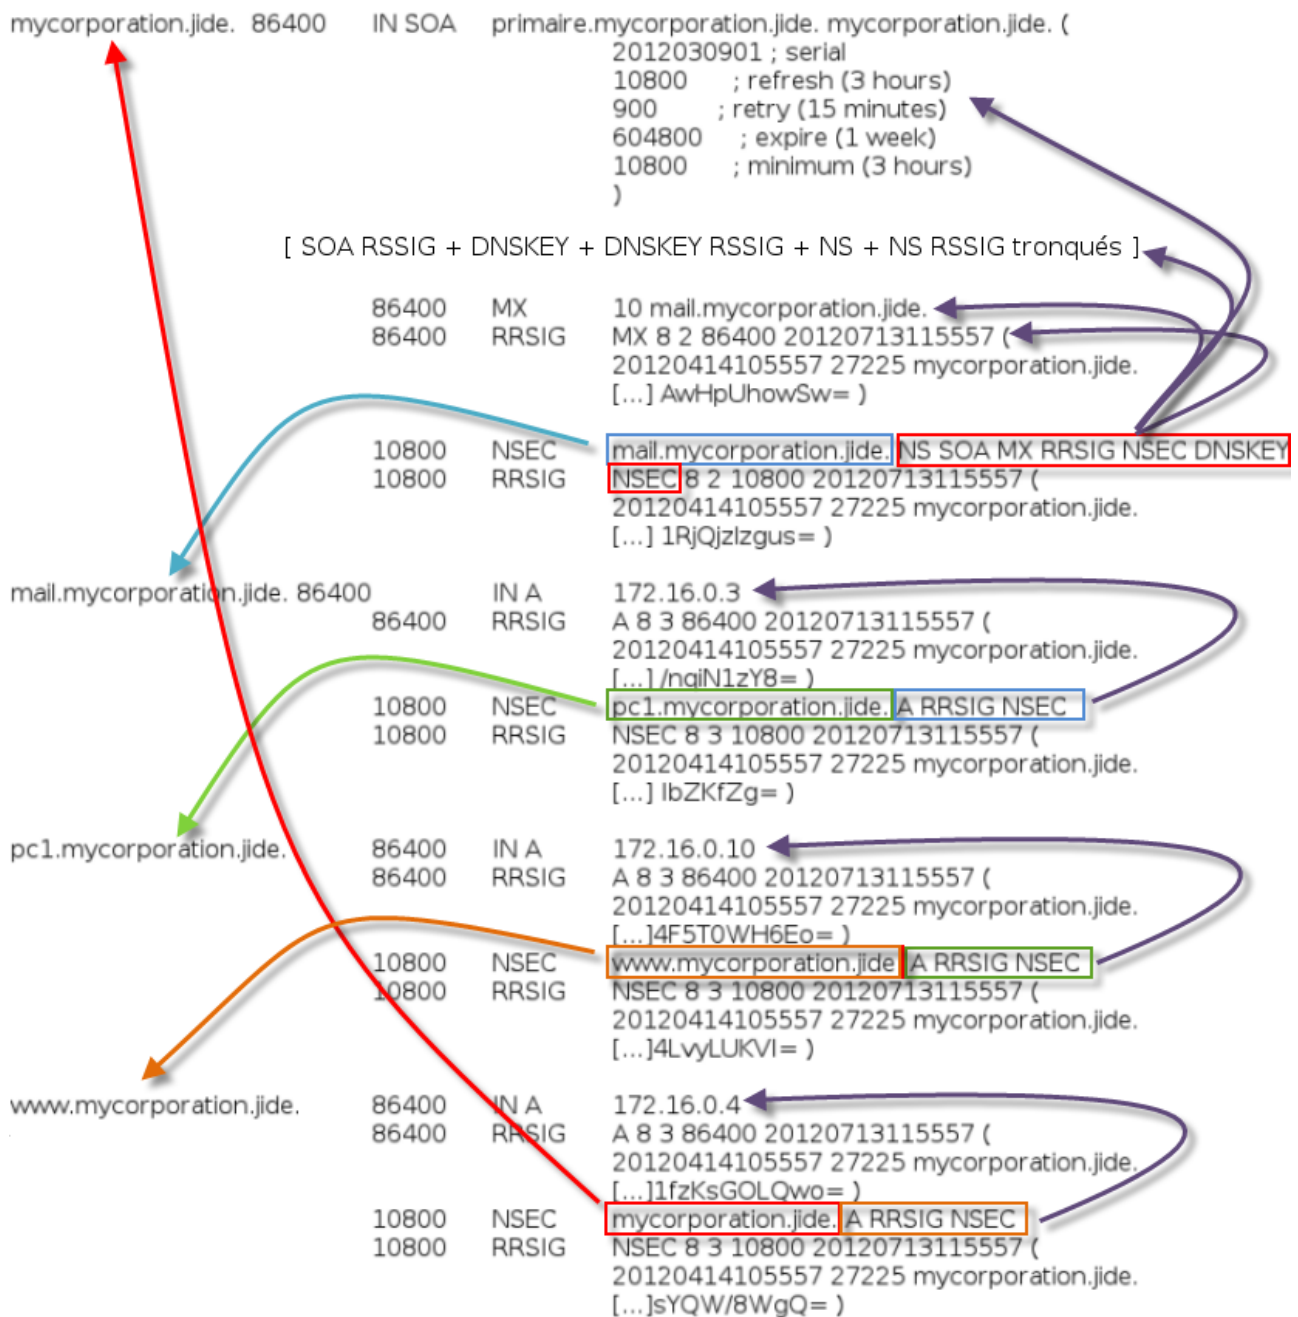 mycorporation.jide. 86400 IN SOA primaire.mycorporation.jide. mycorporation.jide. (
2012030901 ; serial
10800 ; refresh (3 hours)
900 ; retry (15 minutes)
604800 ; expire (1 week)
10800 ; minimum (3 hours)
)
[ SOA RSSIG + DNSKEY + DNSKEY RSSIG + NS + NS RSSIG tronqués ]
86400 MX 10 mail.mycorporation.jide.
86400 RRSIG MX 8 2 86400 20120713115557 (
20120414105557 27225 mycorporation.jide.
[...] AwHpUhowSw= )
10800 NSEC mail.mycorporation.jide. NS SOA MX RRSIG NSEC DNSKEY
10800 RRSIG NSEC 8 2 10800 20120713115557 (
20120414105557 27225 mycorporation.jide.
[...] 1RjQjzlzgus= )
mail.mycorporation.jide. 86400 IN A 172.16.0.3
86400 RRSIG A 8 3 86400 20120713115557 (
20120414105557 27225 mycorporation.jide.
[...] /nqiN1zY8= )
10800 NSEC pc1.mycorporation.jide. A RRSIG NSEC
10800 RRSIG NSEC 8 3 10800 20120713115557 (
20120414105557 27225 mycorporation.jide.
[...] IbZKfZg= )
pc1.mycorporation.jide. 86400 IN A 172.16.0.10
86400 RRSIG A 8 3 86400 20120713115557 (
20120414105557 27225 mycorporation.jide.
[...]4F5T0WH6Eo= )
10800 NSEC www.mycorporation.jide A RRSIG NSEC
10800 RRSIG NSEC 8 3 10800 20120713115557 (
20120414105557 27225 mycorporation.jide.
[...]4LvyLUKVI= )
www.mycorporation.jide. 86400 IN A 172.16.0.4
86400 RRSIG A 8 3 86400 20120713115557 (
20120414105557 27225 mycorporation.jide.
[...]1fzKsGOLQwo= )
10800 NSEC mycorporation.jide. A RRSIG NSEC
10800 RRSIG NSEC 8 3 10800 20120713115557 (
20120414105557 27225 mycorporation.jide.
[...]sYQW/8WgQ= )